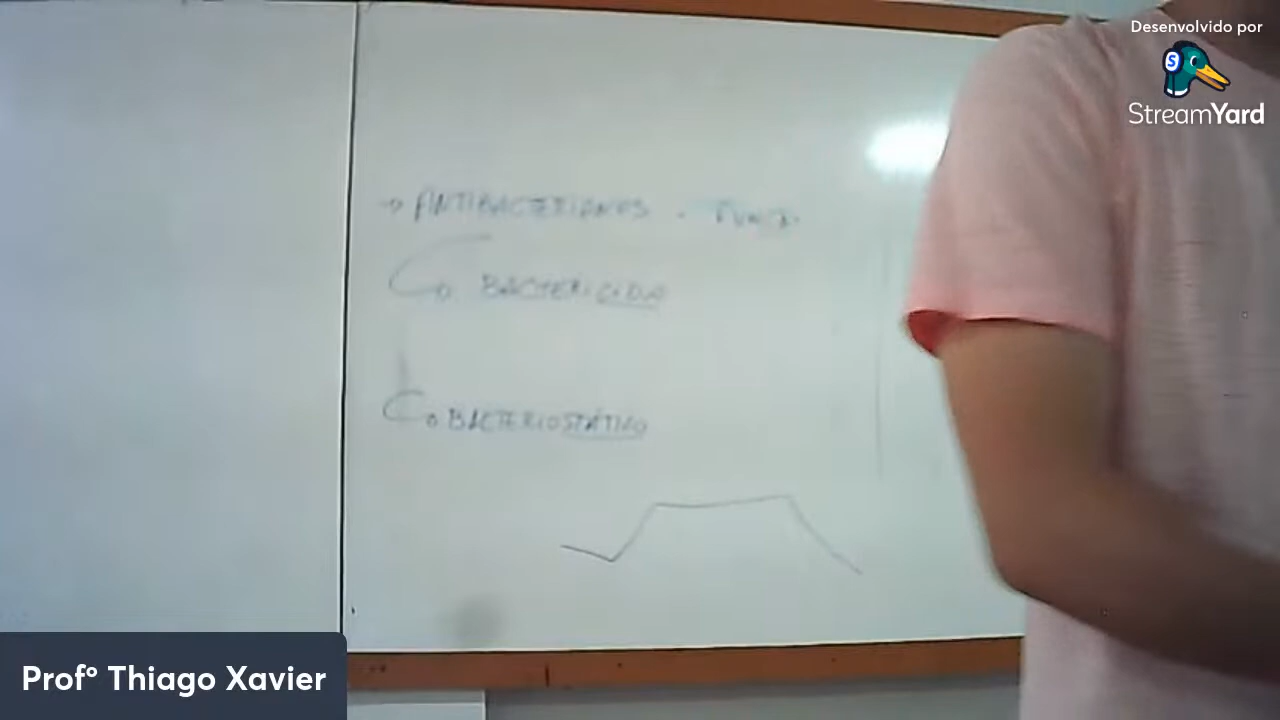 Desenvolvido por
StreamYard
→ ANTIBACTERIANOS -
BACTERICIDA
BACTERIOSTÁTICO
Profº Thiago Xavier